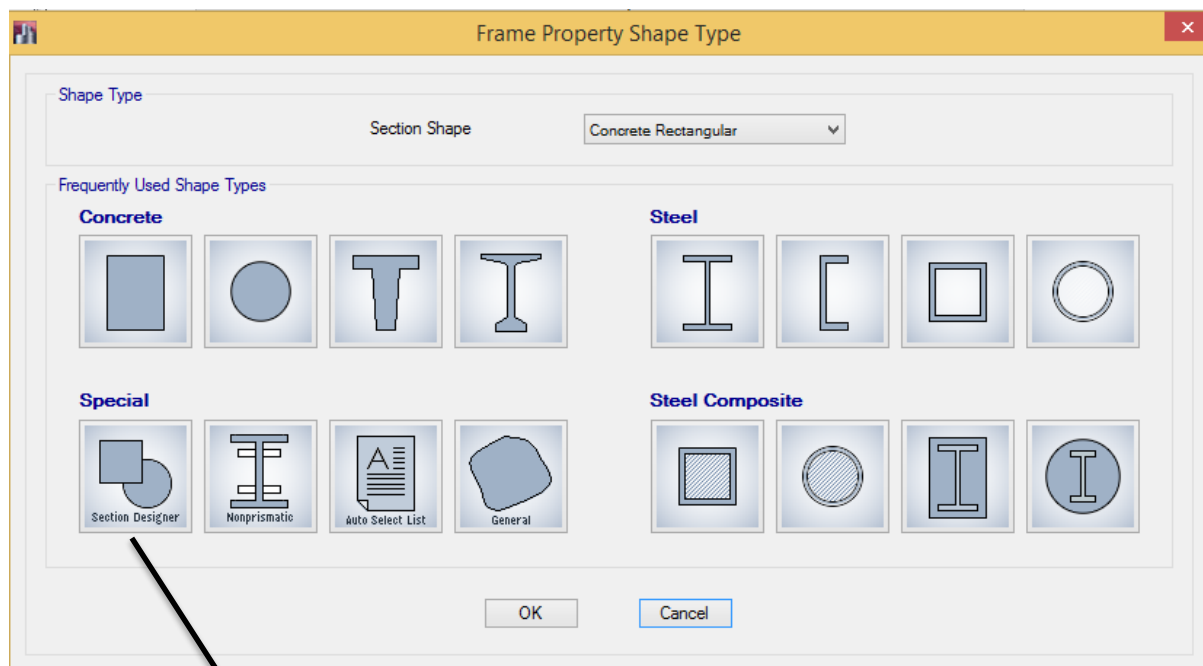 Frame Property Shape Type
Shape Type
Section Shape Concrete Rectangular
Frequently Used Shape Types
Concrete Steel
Special Steel Composite
Section Designer Nonprismatic Auto Select List General
OK Cancel